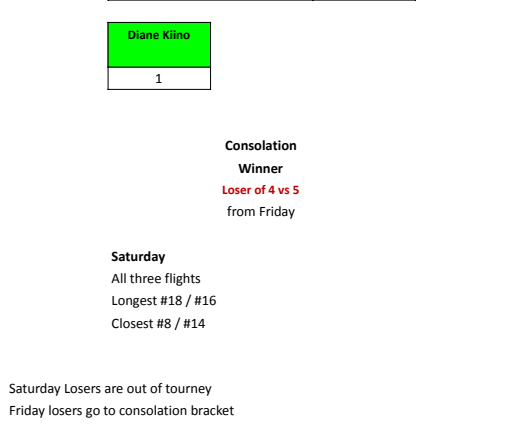 Diane Kiino
1
Consolation
Winner
Loser of 4 vs 5
from Friday
Saturday
All three flights
Longest #18 / #16
Closest #8 / #14
Saturday Losers are out of tourney
Friday losers go to consolation bracket